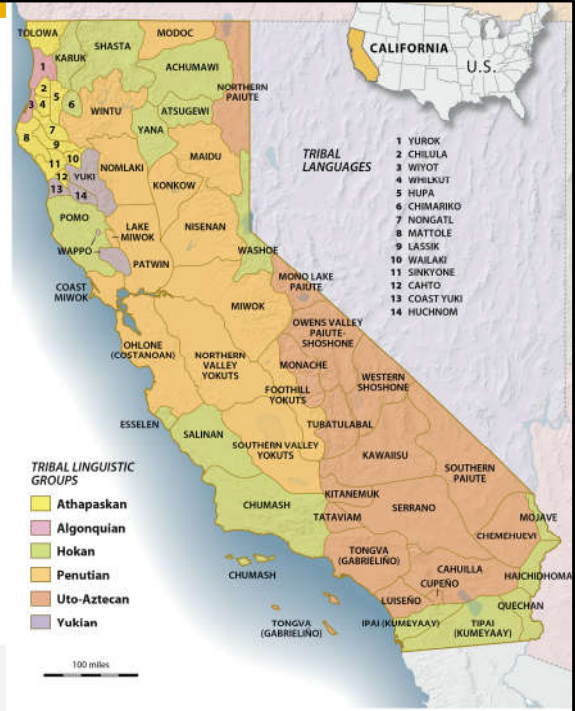 TOLOWA
KARUK
SHASTA
MODOC
ACHUMAWI
NORTHERN
PAIUTE
CALIFORNIA
U.S.
1
2
4
5
3
6
WINTU
ATSUGEWI
YANA
8
7
9
11
10
12
YUKI
13
14
NOMLAKI
MAIDU
KONKOW
TRIBAL
LANGUAGES
1 YUROK
2 CHILULA
3 WIYOT
4 WHILKUT
5 HUPA
6 CHIMARIKO
7 NONGATL
8 MATTOLE
9 LASSIK
10 WAILAKI
11 SINKYONE
12 CAHTO
13 COAST YUKI
14 HUCHNOM
POMO
LAKE
MIWOK
NISENAN
WAPPO
PATWIN
WASHOE
COAST
MIWOK
MONO LAKE
PAIUTE
MIWOK
OWENS VALLEY
PAIUTE-
SHOSHONE
OHLONE
(COSTANOAN)
NORTHERN
VALLEY
YOKUTS
MONACHE
WESTERN
SHOSHONE
FOOTHILL
YOKUTS
ESSELEN
SALINAN
TUBATULABAL
SOUTHERN VALLEY
YOKUTS
KAWAIISU
SOUTHERN
PAIUTE
TRIBAL LINGUISTIC
GROUPS
Athapaskan
Algonquian
Hokan
Penutian
Uto-Aztecan
Yukian
CHUMASH
KITANEMUK
TATAVIAM
SERRANO
MOJAVE
CHEMEHUEVI
TONGVA
(GABRIELIÑO)
CHUMASH
CAHUILLA
CUPEÑO
HAICHIDHOMA
LUISEÑO
QUECHAN
TONGVA
(GABRIELIÑO)
IPAI (KUMEYAAY)
TIPAI
(KUMEYAAY)
100 miles